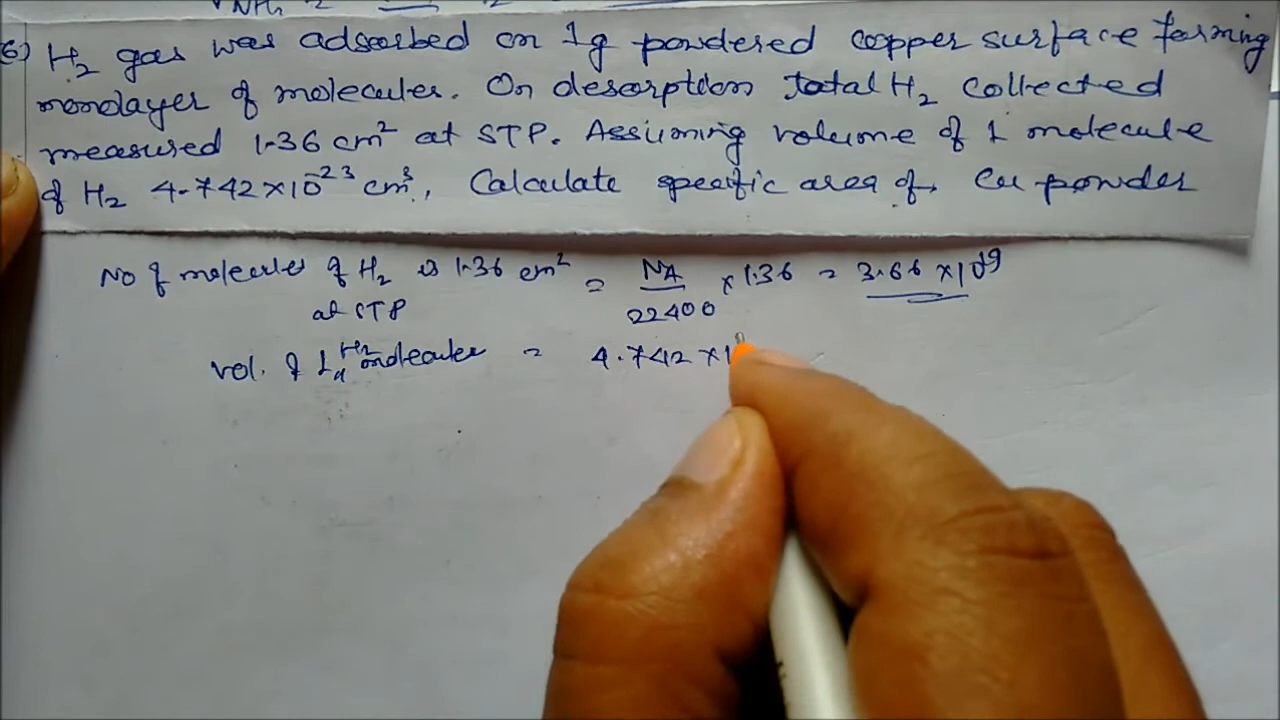 6) H₂ gas was adsorbed on 1g powdered copper surface forming
monolayer of molecules. On desorption total H₂ collected
measured 1.36 cm² at STP. Assuming volume of 1 molecule
of H₂ 4.742×10⁻²³ cm³, Calculate specific area of Cu powder
No of molecules of H₂ is 1.36 cm² = NA/22400 × 1.36 = 3.66 × 10¹⁹
at STP
vol. of 1 H₂ molecules = 4.742 × 1